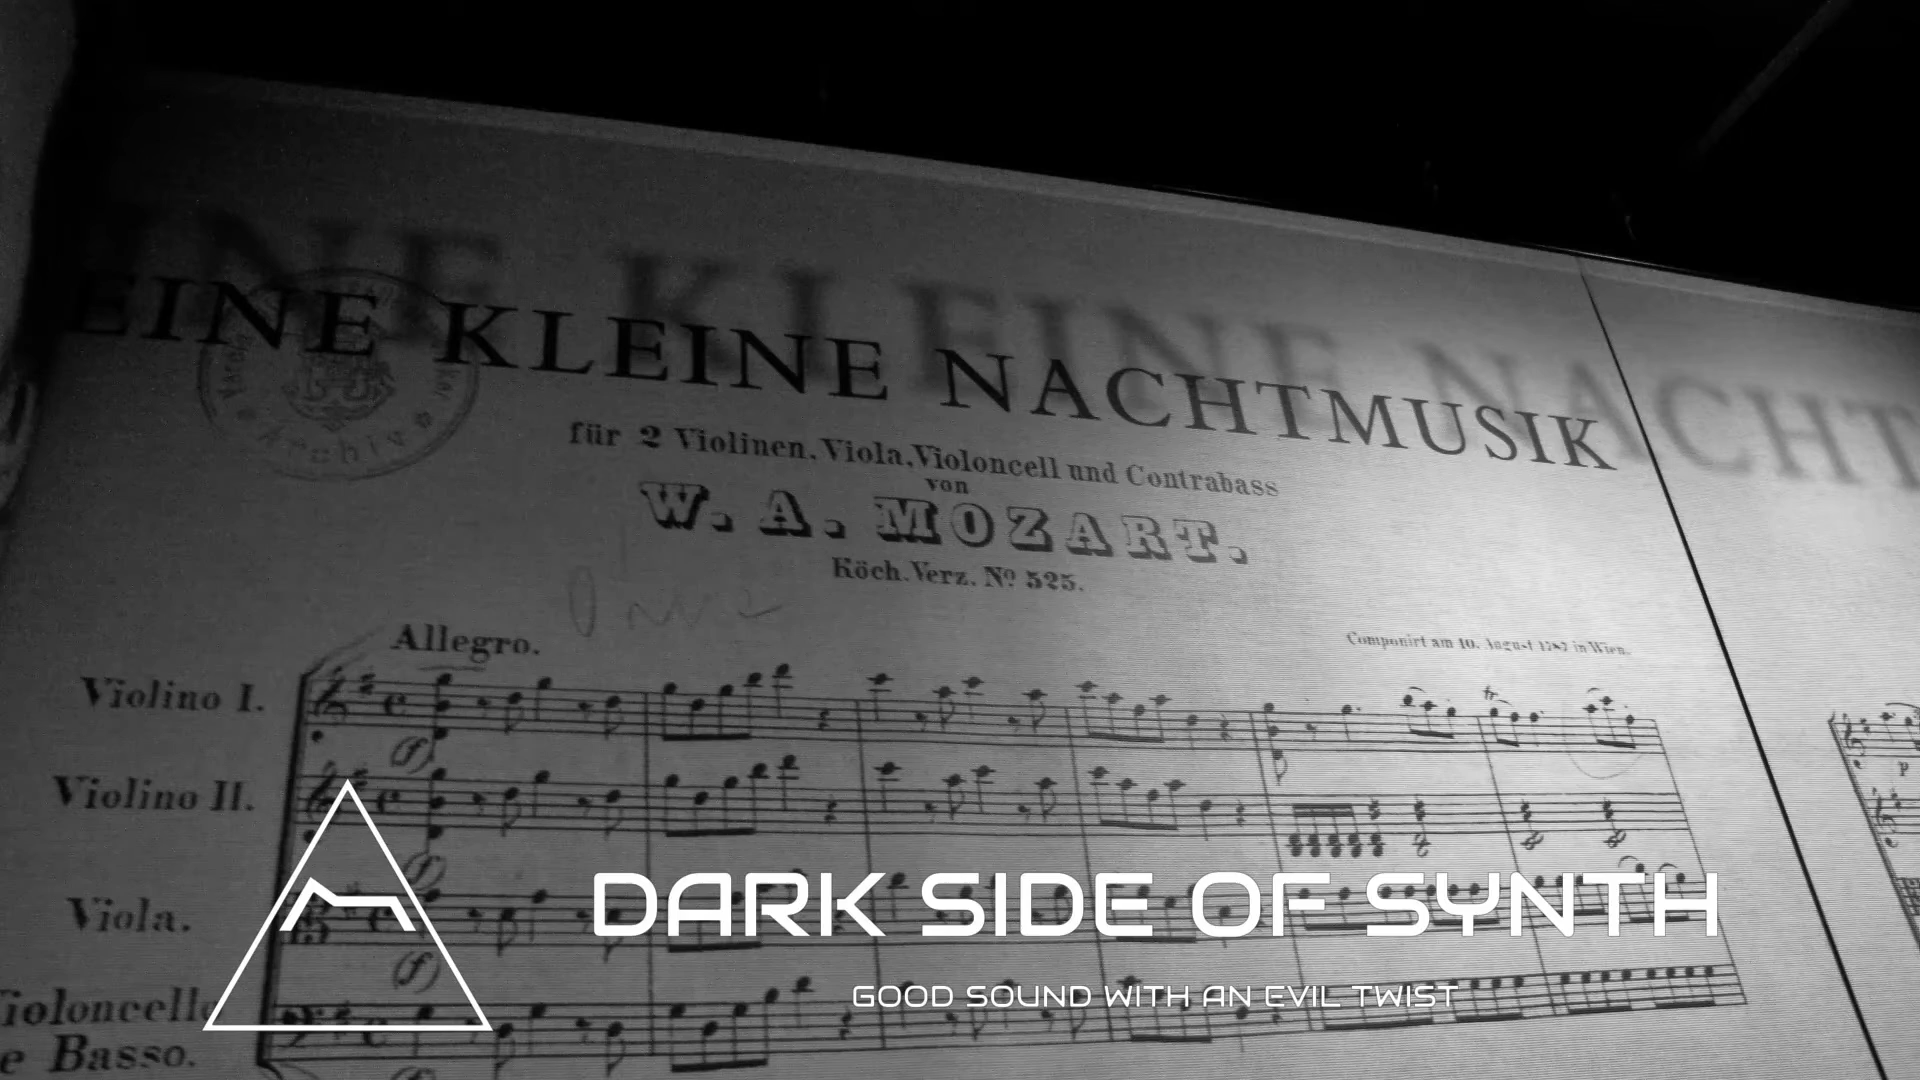 EINE KLEINE NACHTMUSIK
für 2 Violinen, Viola, Violoncell und Contrabass
von
W. A. MOZART.
Köch. Verz. No 525.
Allegro.
Componirt am 10. August 1787 in Wien.
Violino I.
(f)
Violino II.
(f)
Viola.
(f)
Violoncello
e Basso.
tr
p
Archiv
DARK SIDE OF SYNTH
GOOD SOUND WITH AN EVIL TWIST